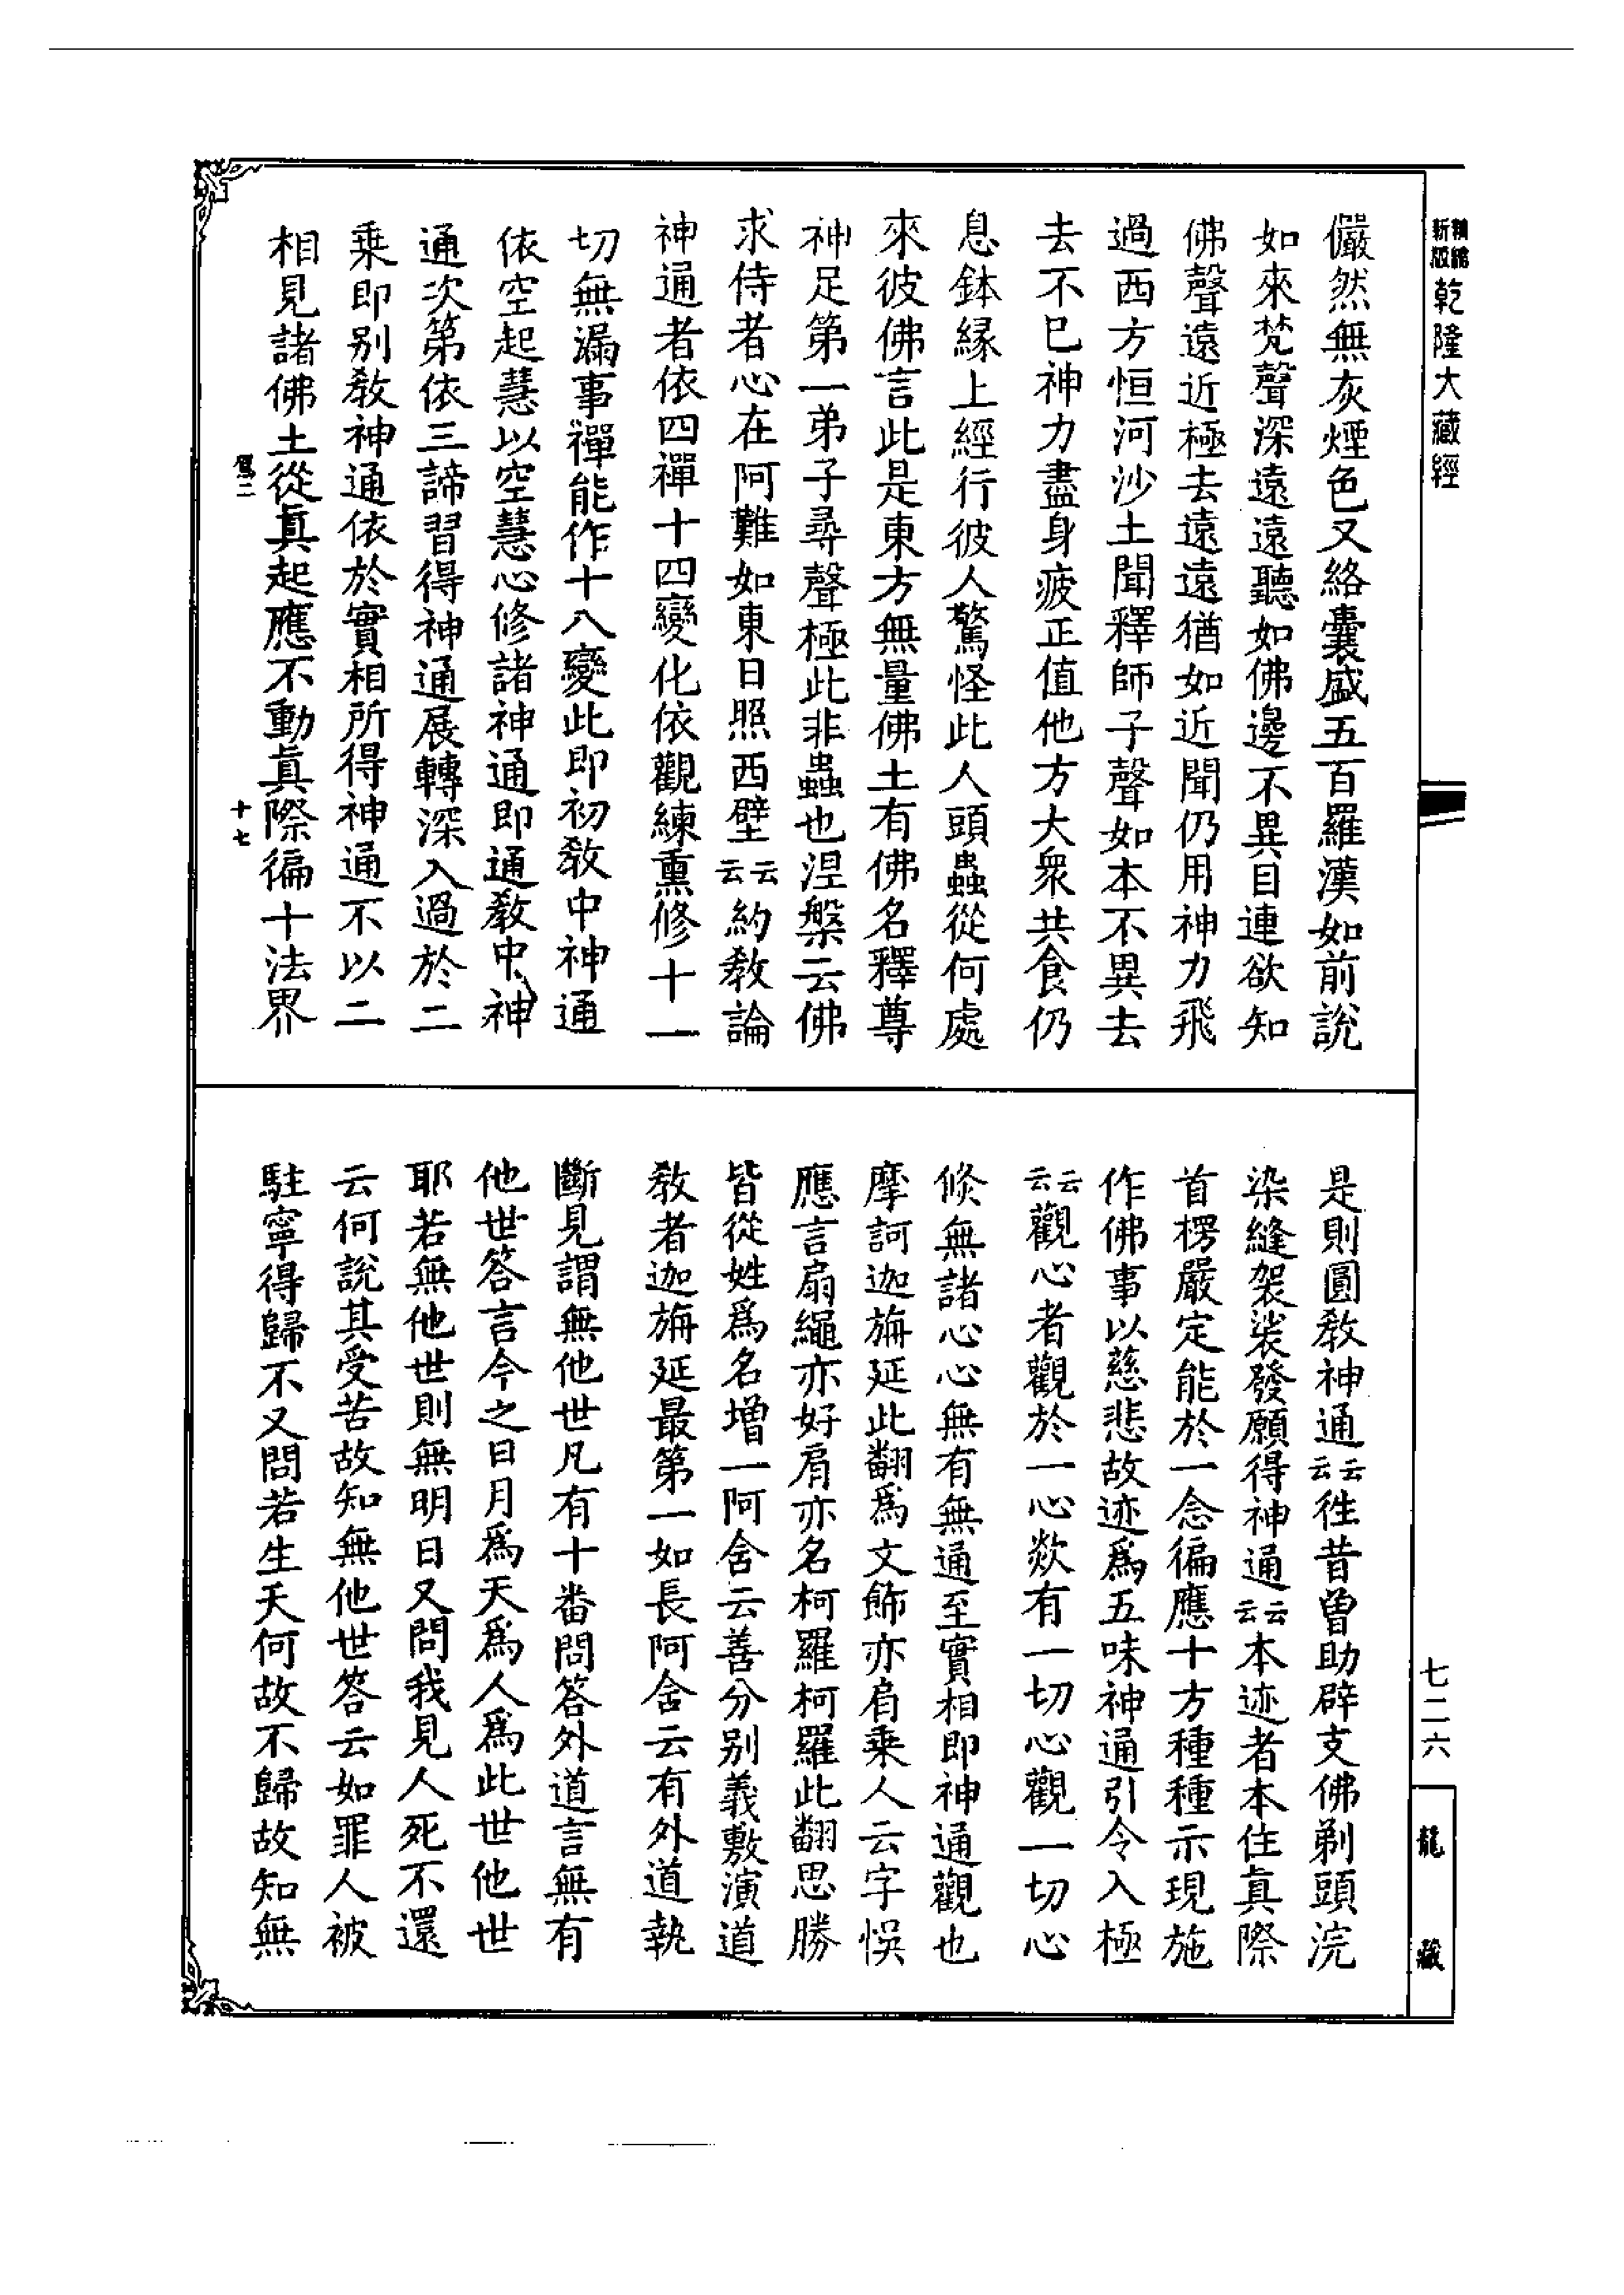 精縮新版乾隆大藏經
儼然無灰煙色又絡囊盛五百羅漢如前說
如來梵聲深遠遠聽如佛邊不異目連欲知
佛聲遠近極去遠遠猶如近聞仍用神力飛
過西方恒河沙土聞釋師子聲如本不異去
去不已神力盡身疲正值他方大衆共食仍
息鉢縁上經行彼人驚怪此人頭蟲從何處
來彼佛言此是東方無量佛土有佛名釋尊
神足第一弟子尋聲極此非蟲也涅槃云佛
求侍者心在阿難如東日照西壁云云約教論
神通者依四禪十四變化依觀練熏修十一
切無漏事禪能作十八變此即初教中神通
依空起慧以空慧心修諸神通即通教中神
通次第依三諦習得神通展轉深入過於二
乘即别教神通依於實相所得神通不以二
相見諸佛土從眞起應不動眞際徧十法界
駕二
十七
是則圓教神通云云徃昔曾助辟支佛剃頭浣
染縫袈裟發願得神通云云本迹者本住眞際
首楞嚴定能於一念徧應十方種種示現施
作佛事以慈悲故迹爲五味神通引令入極
云云觀心者觀於一心欻有一切心觀一切心
倐無諸心心無有無通至實相即神通觀也
摩訶迦旃延此翻爲文飾亦肩乗人云字悞
應言扇繩亦好肩亦名柯羅柯羅此翻思勝
皆從姓爲名增一阿含云善分别義敷演道
教者迦旃延最第一如長阿含云有外道執
斷見謂無他世凡有十番問答外道言無有
他世答言今之日月爲天爲人爲此世他世
耶若無他世則無明日又問我見人死不還
云何說其受苦故知無他世答云如罪人被
駐寧得歸不又問若生天何故不歸故知無
七二六
龍藏